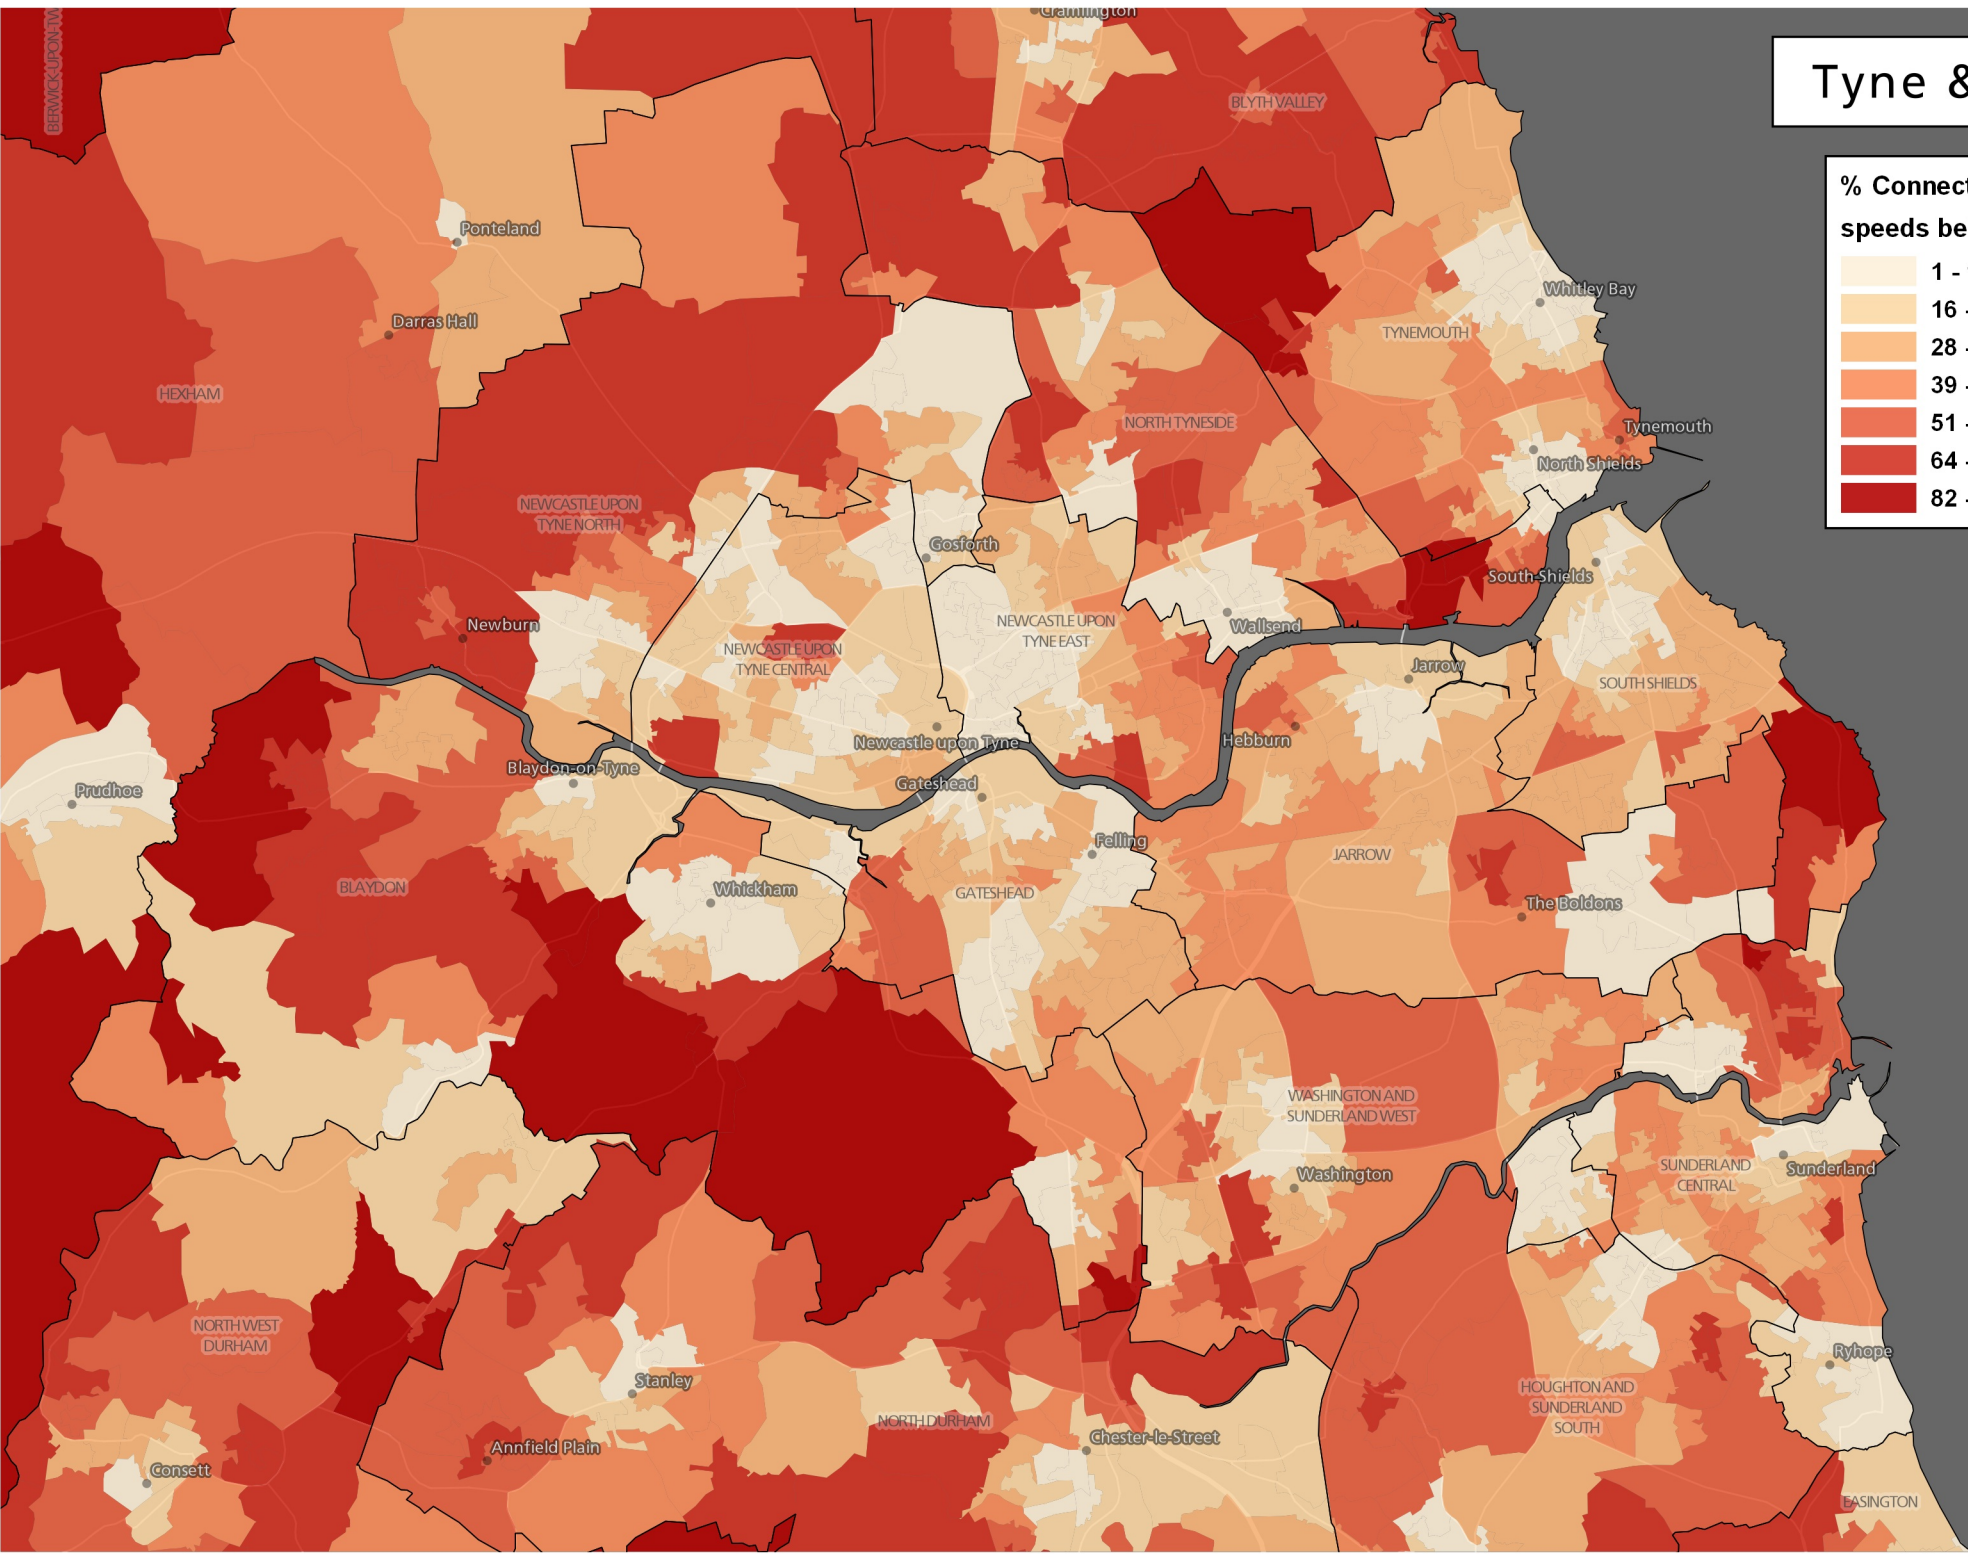 Cramlington
Tyne &
BERWICK-UPON-TW
BLYTH VALLEY
% Connect
speeds be
1 -
16 -
28 -
39 -
51 -
64 -
82 -
Ponteland
Whitley Bay
Darras Hall
TYNEMOUTH
HEXHAM
NORTH TYNESIDE
Tynemouth
North Shields
NEWCASTLE UPON
TYNE NORTH
Gosforth
South Shields
Newburn
NEWCASTLE UPON
TYNE EAST
Wallsend
NEWCASTLE UPON
TYNE CENTRAL
Jarrow
SOUTH SHIELDS
Newcastle upon Tyne
Hebburn
Blaydon-on-Tyne
Gateshead
Prudhoe
Felling
JARROW
BLAYDON
Whickham
GATESHEAD
The Boldons
WASHINGTON AND
SUNDERLAND WEST
Washington
SUNDERLAND
CENTRAL
Sunderland
NORTH WEST
DURHAM
Ryhope
Stanley
HOUGHTON AND
SUNDERLAND
SOUTH
NORTH DURHAM
Chester-le-Street
Annfield Plain
Consett
EASINGTON